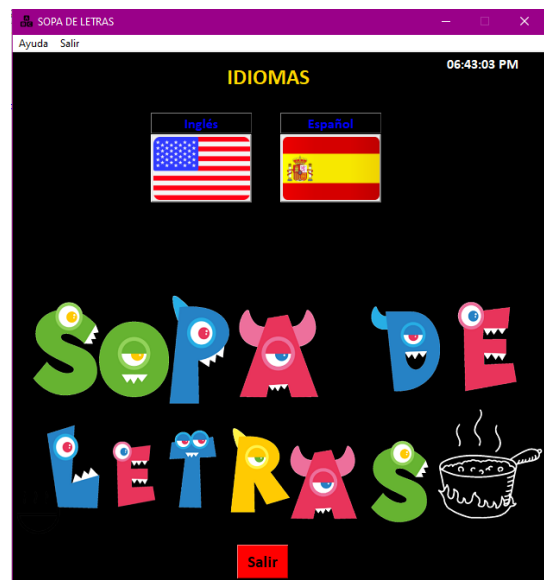 SOPA DE LETRAS
Ayuda Salir
06:43:03 PM
IDIOMAS
Inglés Español
SOPA DE
LETRAS
Salir